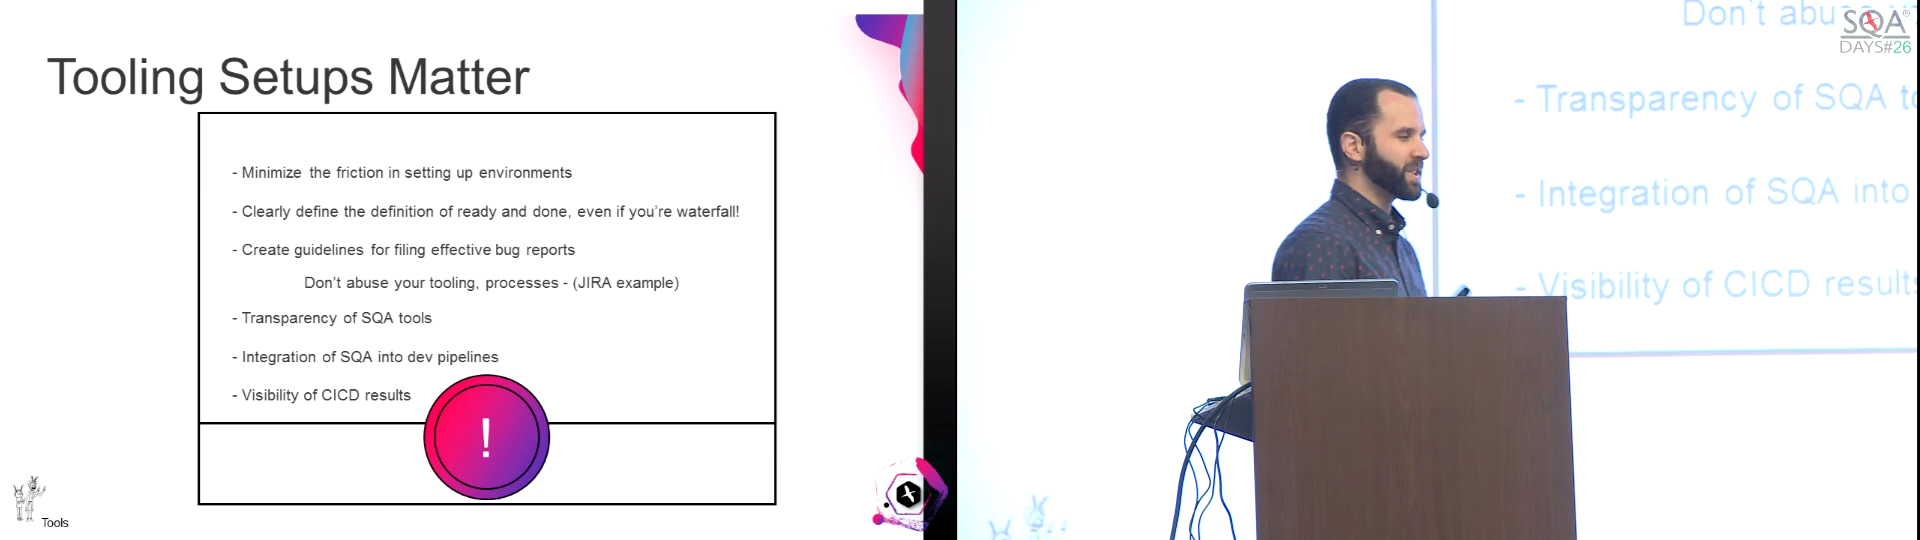 Tooling Setups Matter
- Minimize the friction in setting up environments
- Clearly define the definition of ready and done, even if you're waterfall!
- Create guidelines for filing effective bug reports
Don't abuse your tooling, processes - (JIRA example)
- Transparency of SQA tools
- Integration of SQA into dev pipelines
- Visibility of CICD results
!
Tools
Don't
- Transparency of SQA
- Integration of SQA into
- Visibility of CICD results
SQA®
DAYS#26